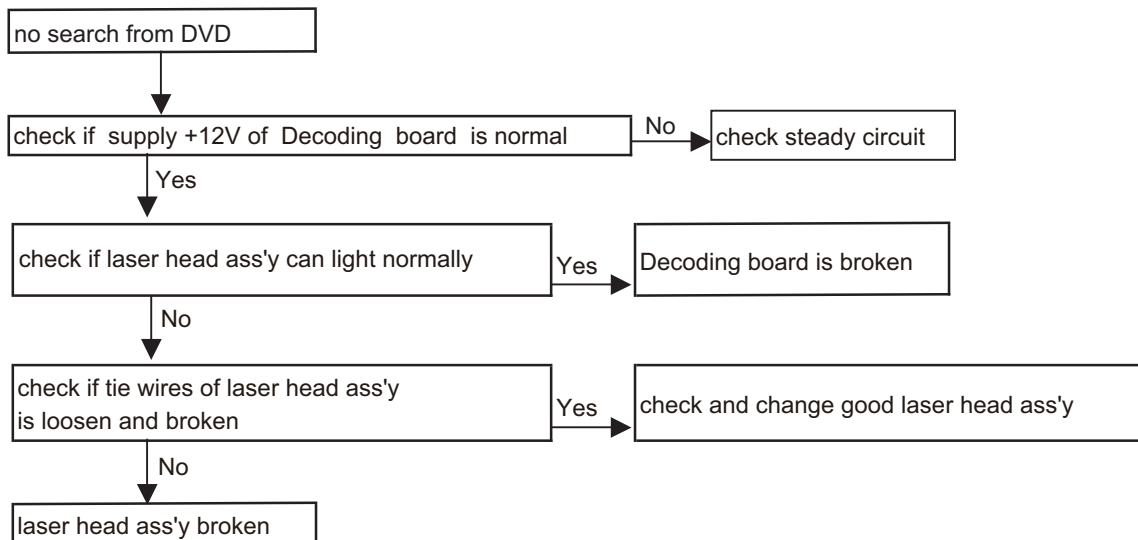 no search from DVD
check if supply +12V of Decoding board is normal
No
check steady circuit
Yes
check if laser head ass'y can light normally
Yes
Decoding board is broken
No
check if tie wires of laser head ass'y
is loosen and broken
Yes
check and change good laser head ass'y
No
laser head ass'y broken